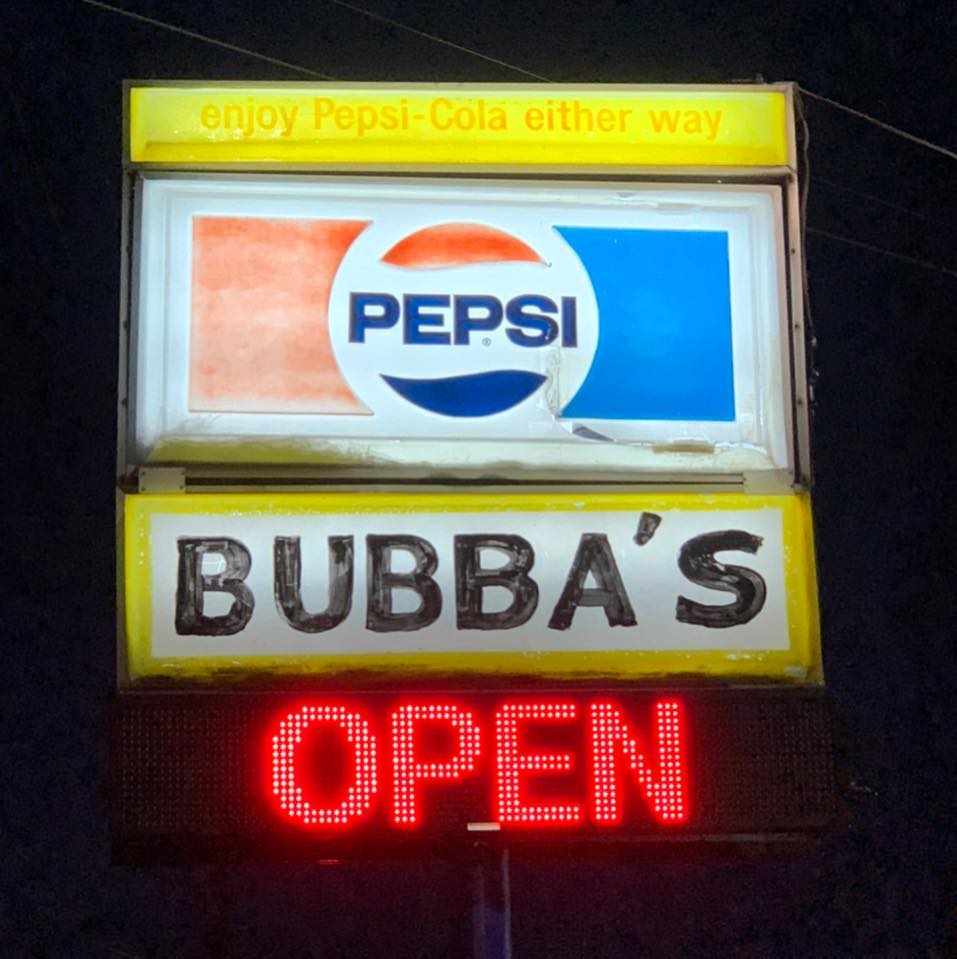 enjoy Pepsi-Cola either way
PEPSI®
BUBBA'S
OPEN